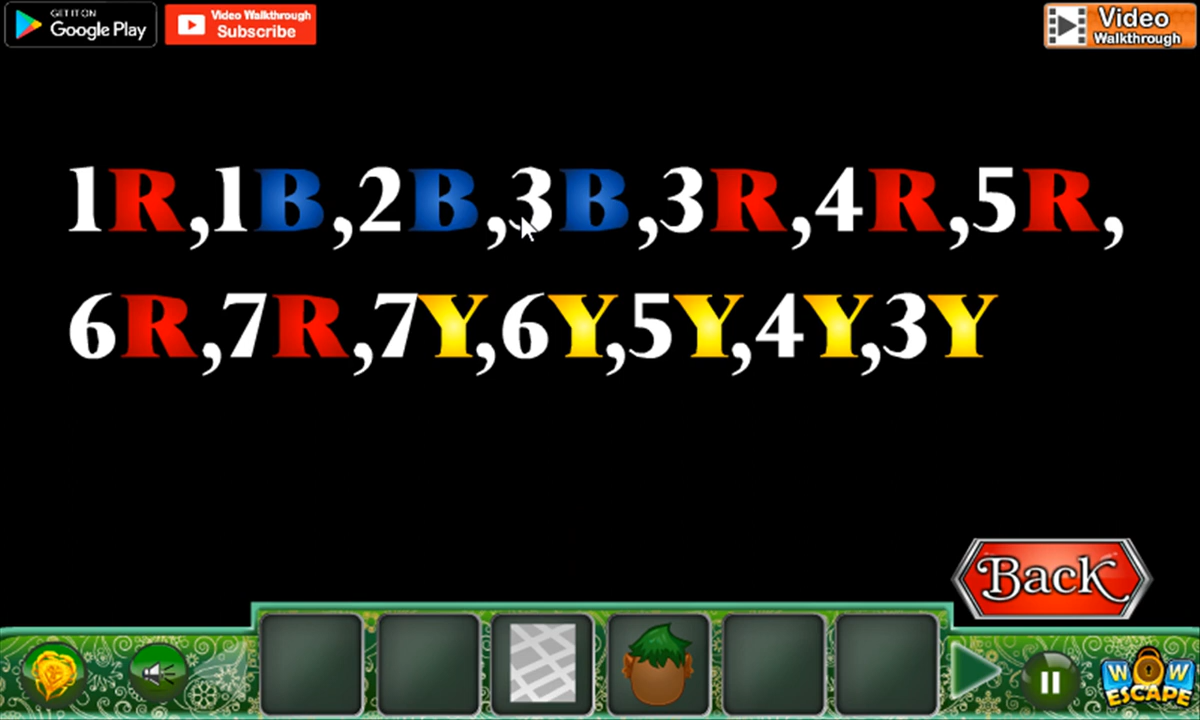 GET IT ON
Google Play
Video Walkthrough
Subscribe
Video
Walkthrough
1R,1B,2B,3B,3R,4R,5R,
6R,7R,7Y,6Y,5Y,4Y,3Y
Back
WOW
ESCAPE